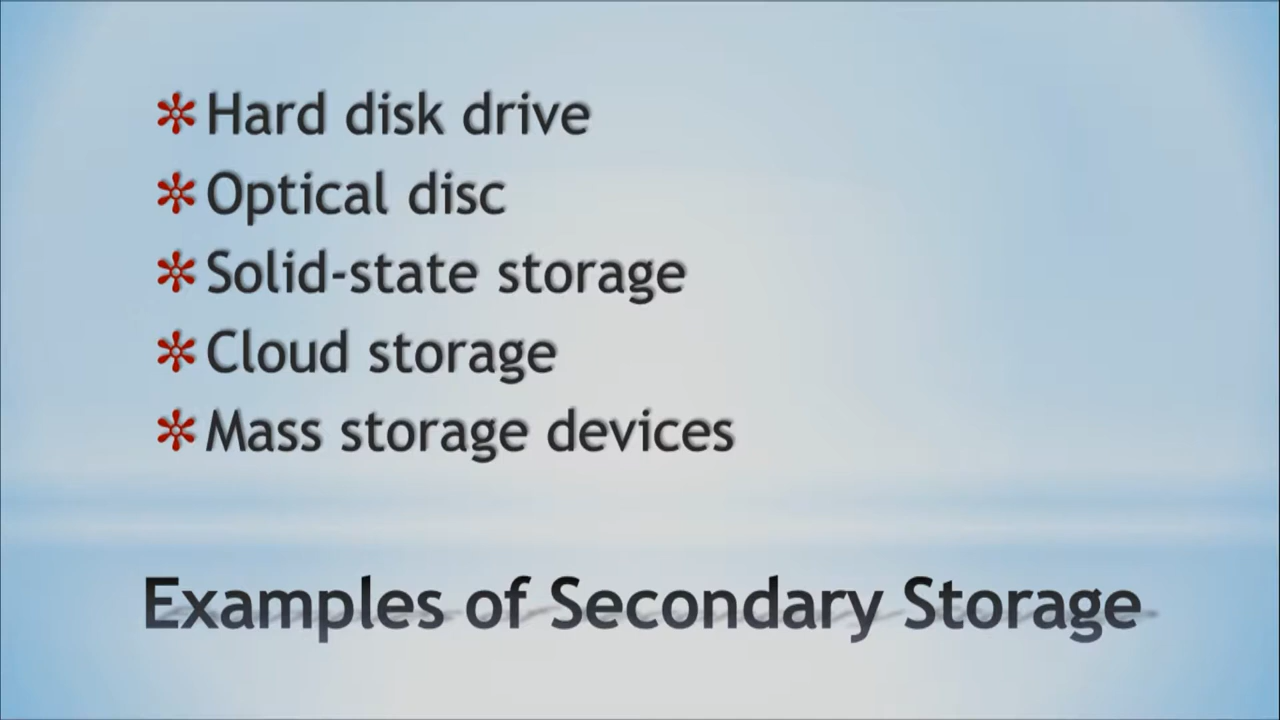 Hard disk drive
Optical disc
Solid-state storage
Cloud storage
Mass storage devices
Examples of Secondary Storage